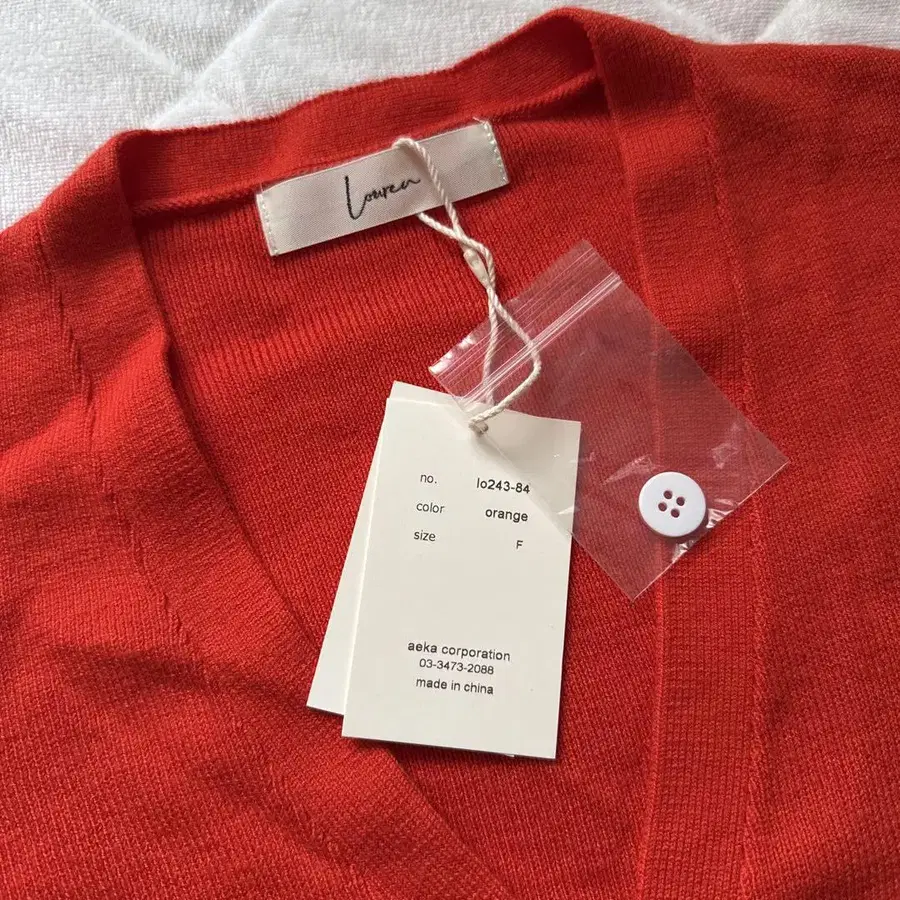 Louren
no. lo243-84
color orange
size F
aeka corporation
03-3473-2088
made in china